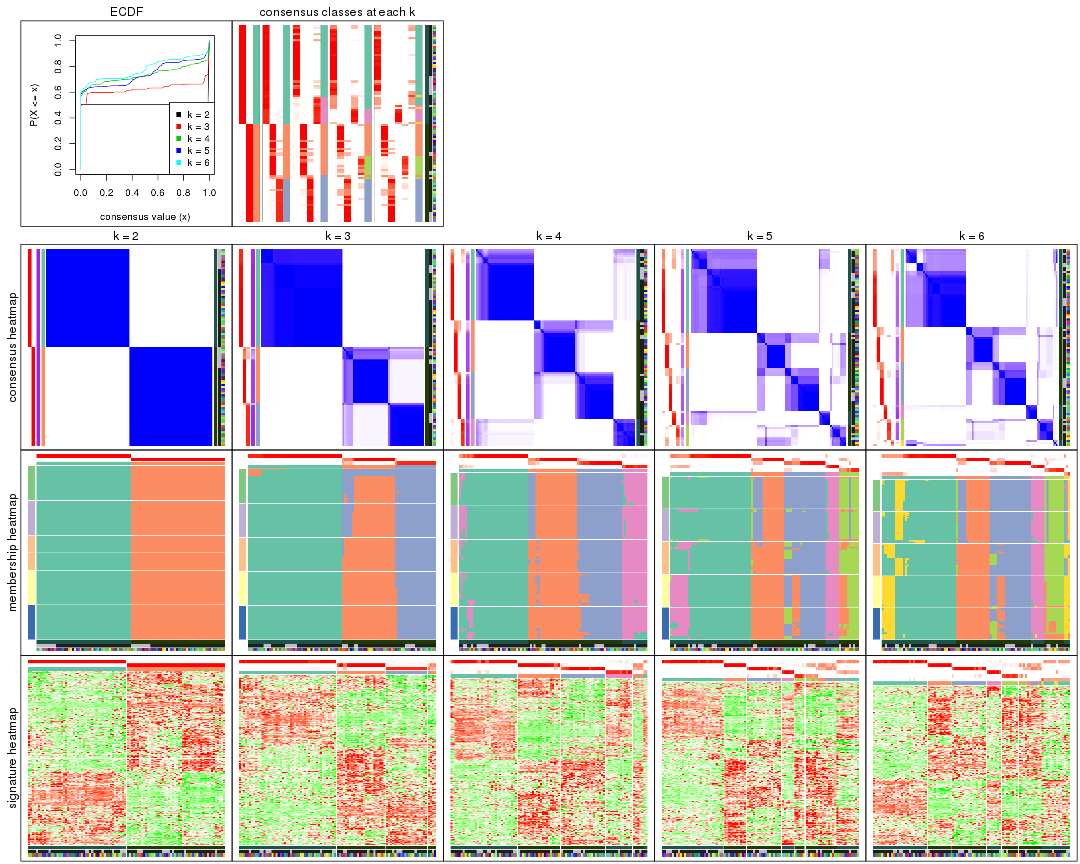 ECDF
consensus classes at each k
P(X <= x)
0.0 0.2 0.4 0.6 0.8 1.0
k = 2
k = 3
k = 4
k = 5
k = 6
0.0 0.2 0.4 0.6 0.8 1.0
consensus value (x)
k = 2
k = 3
k = 4
k = 5
k = 6
consensus heatmap
membership heatmap
signature heatmap